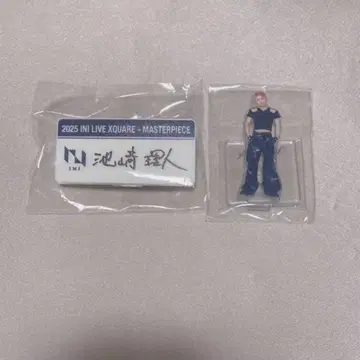 2025 INI LIVE XQUARE - MASTERPIECE
INI
池﨑理人